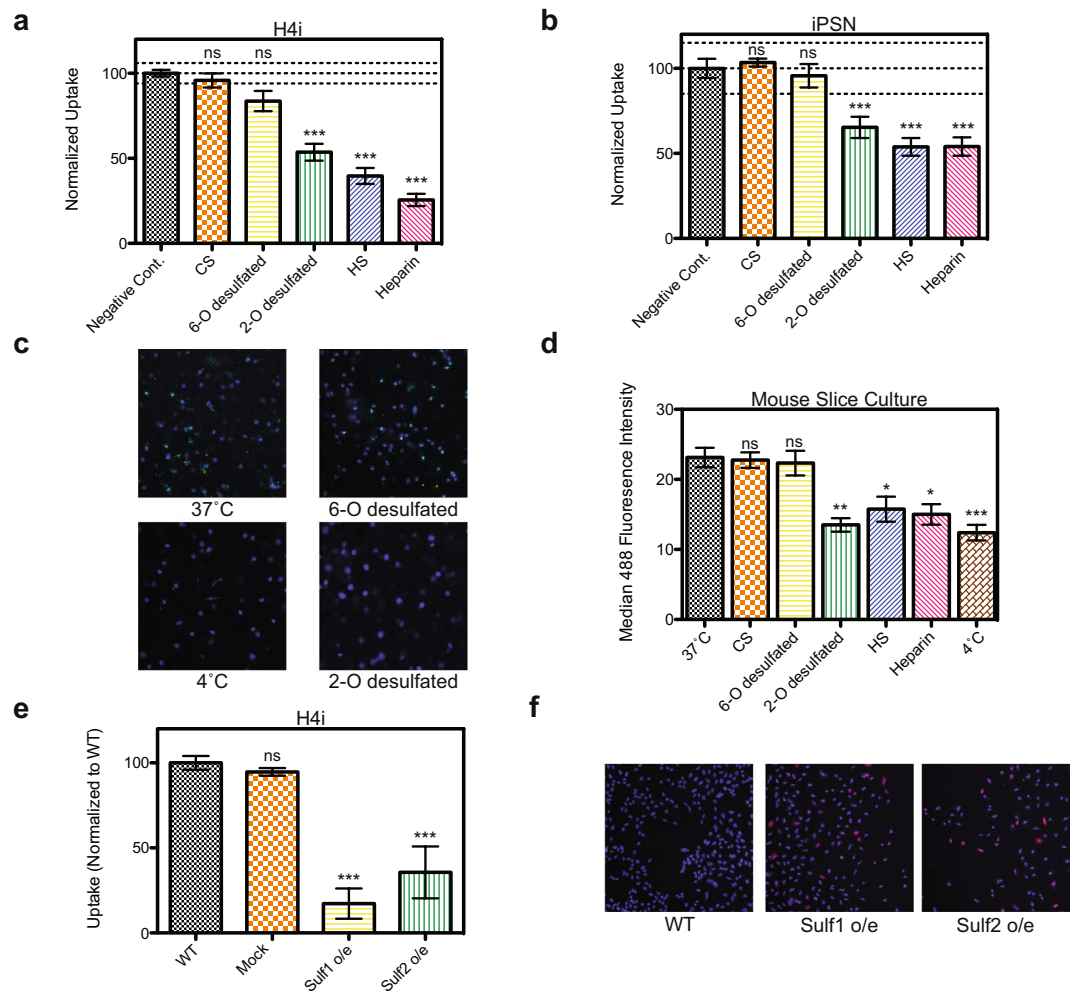 a
H4i
Normalized Uptake
100
50
0
ns
ns
***
***
***
Negative Cont.
CS
6-O desulfated
2-O desulfated
HS
Heparin
b
iPSN
Normalized Uptake
100
50
0
ns
ns
***
***
***
Negative Cont.
CS
6-O desulfated
2-O desulfated
HS
Heparin
c
37˚C
6-O desulfated
4˚C
2-O desulfated
d
Mouse Slice Culture
Median 488 Fluoresence Intensity
30
20
10
0
ns
ns
**
*
*
***
37˚C
CS
6-O desulfated
2-O desulfated
HS
Heparin
4˚C
e
H4i
Uptake (Normalized to WT)
100
50
0
ns
***
***
WT
Mock
Sulf1 o/e
Sulf2 o/e
f
WT
Sulf1 o/e
Sulf2 o/e